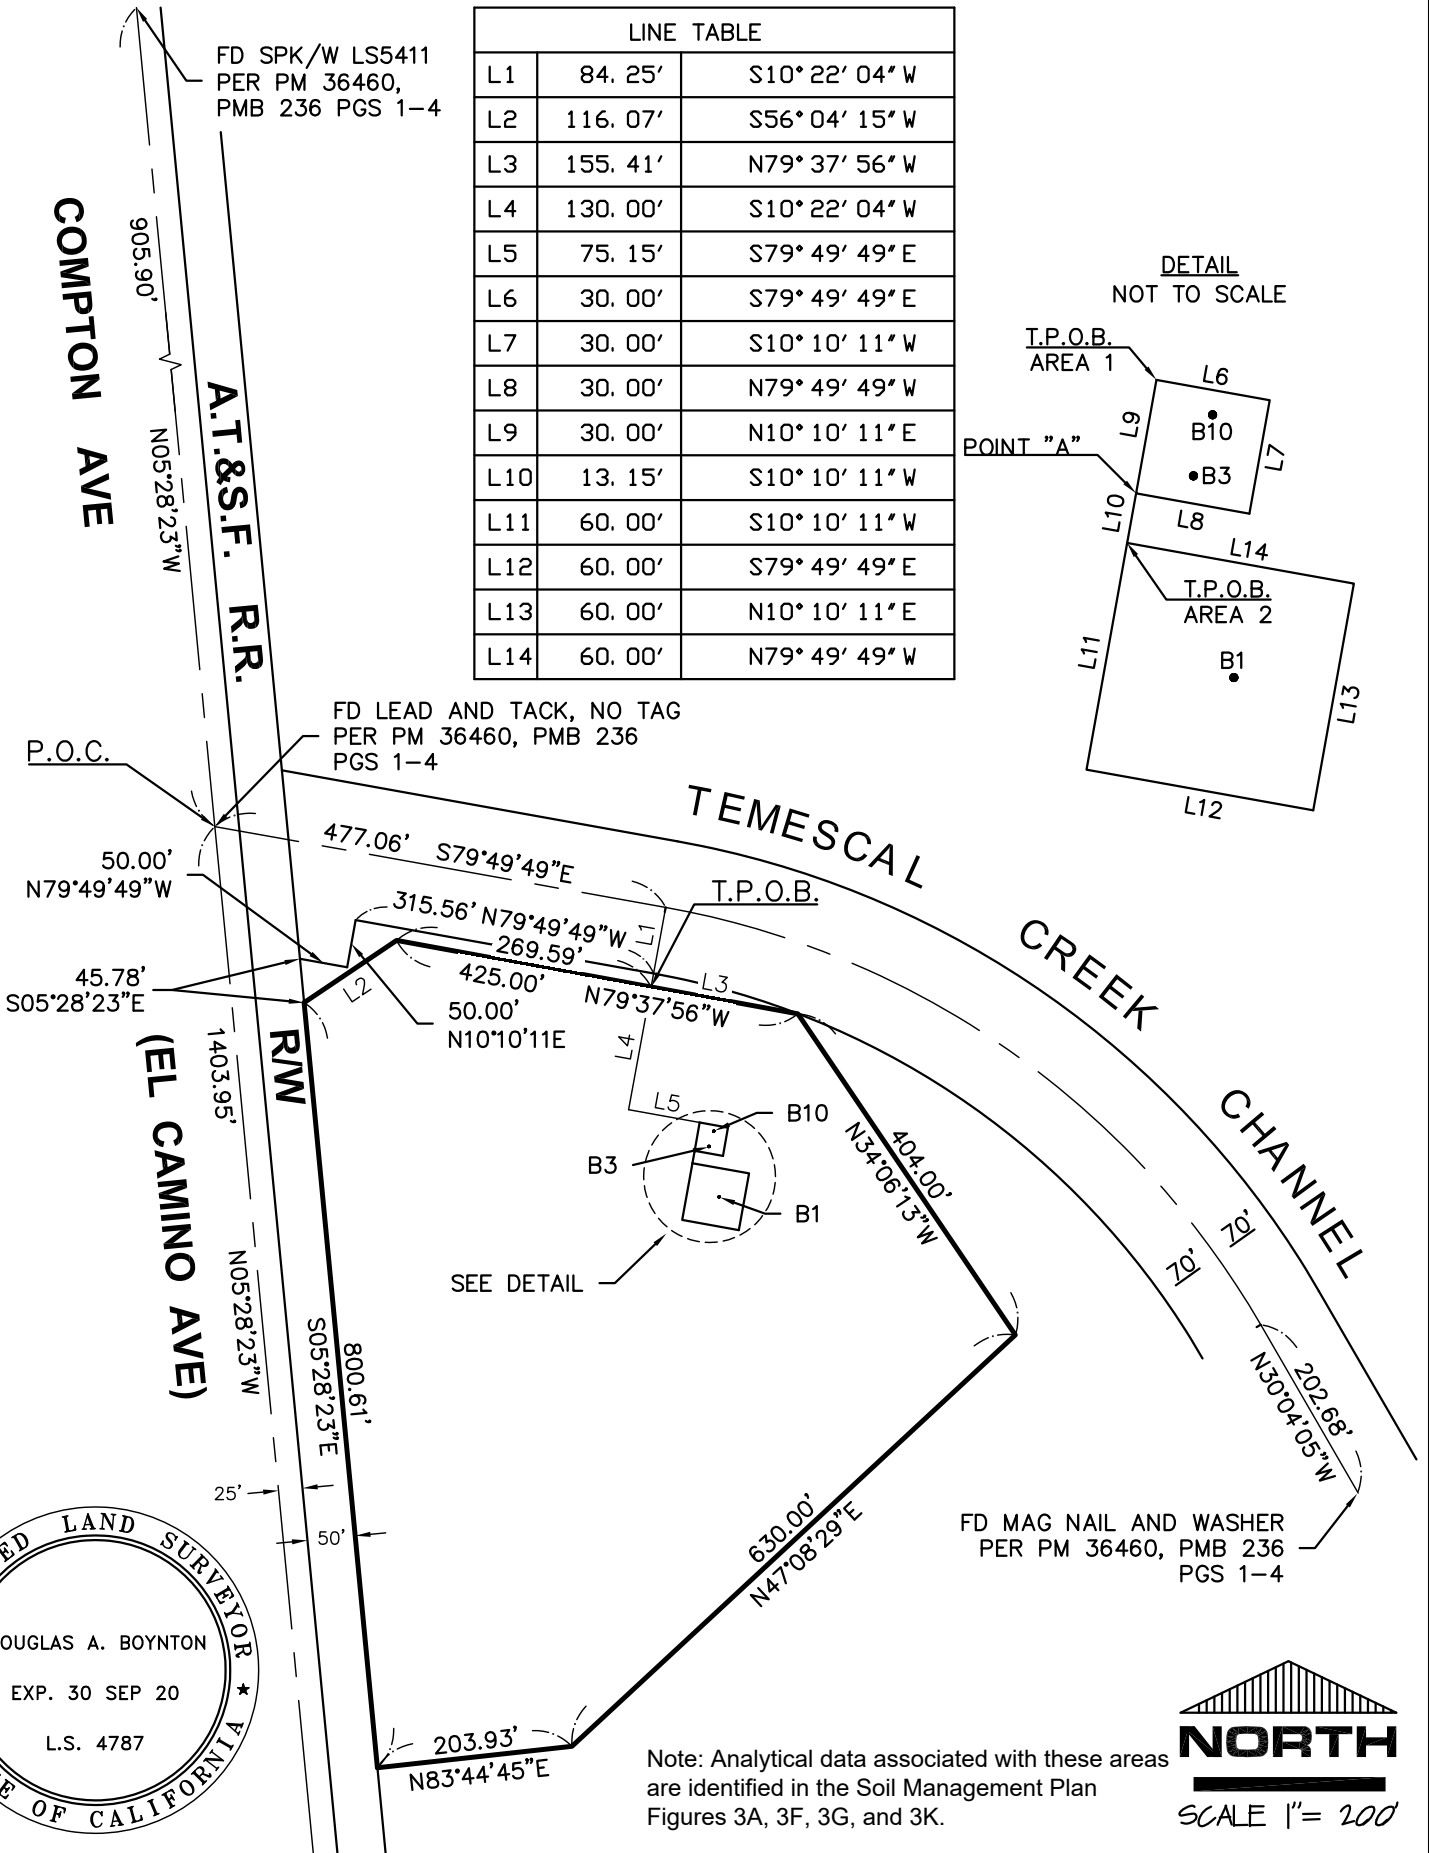 FD SPK/W LS5411
PER PM 36460,
PMB 236 PGS 1-4
LINE TABLE
L1 84.25' S10°22'04"W
L2 116.07' S56°04'15"W
L3 155.41' N79°37'56"W
L4 130.00' S10°22'04"W
L5 75.15' S79°49'49"E
L6 30.00' S79°49'49"E
L7 30.00' S10°10'11"W
L8 30.00' N79°49'49"W
L9 30.00' N10°10'11"E
L10 13.15' S10°10'11"W
L11 60.00' S10°10'11"W
L12 60.00' S79°49'49"E
L13 60.00' N10°10'11"E
L14 60.00' N79°49'49"W
DETAIL
NOT TO SCALE
T.P.O.B.
AREA 1
L6
L9
B10
L7
POINT "A"
B3
L10
L8
L14
T.P.O.B.
AREA 2
L11
B1
L13
L12
COMPTON AVE
905.90'
N05°28'23"W
A.T.&S.F. R.R.
FD LEAD AND TACK, NO TAG
PER PM 36460, PMB 236
PGS 1-4
P.O.C.
TEMESCAL CREEK CHANNEL
477.06' S79°49'49"E
50.00'
N79°49'49"W
T.P.O.B.
315.56' N79°49'49"W
L1
269.59'
425.00'
N79°37'56"W
L3
45.78'
S05°28'23"E
L2
50.00'
N10°10'11E
R/W
1403.95'
(EL CAMINO AVE)
L4
L5
B10
B3
B1
404.00'
N34°06'13"W
SEE DETAIL
70'
70'
N05°28'23"W
800.61'
S05°28'23"E
202.68'
N30°04'05"W
25'
50'
630.00'
N47°08'29"E
FD MAG NAIL AND WASHER
PER PM 36460, PMB 236
PGS 1-4
ED LAND SURVEYOR
OUGLAS A. BOYNTON
EXP. 30 SEP 20
L.S. 4787
E OF CALIFORNIA
203.93'
N83°44'45"E
Note: Analytical data associated with these areas
are identified in the Soil Management Plan
Figures 3A, 3F, 3G, and 3K.
NORTH
SCALE 1"= 200'